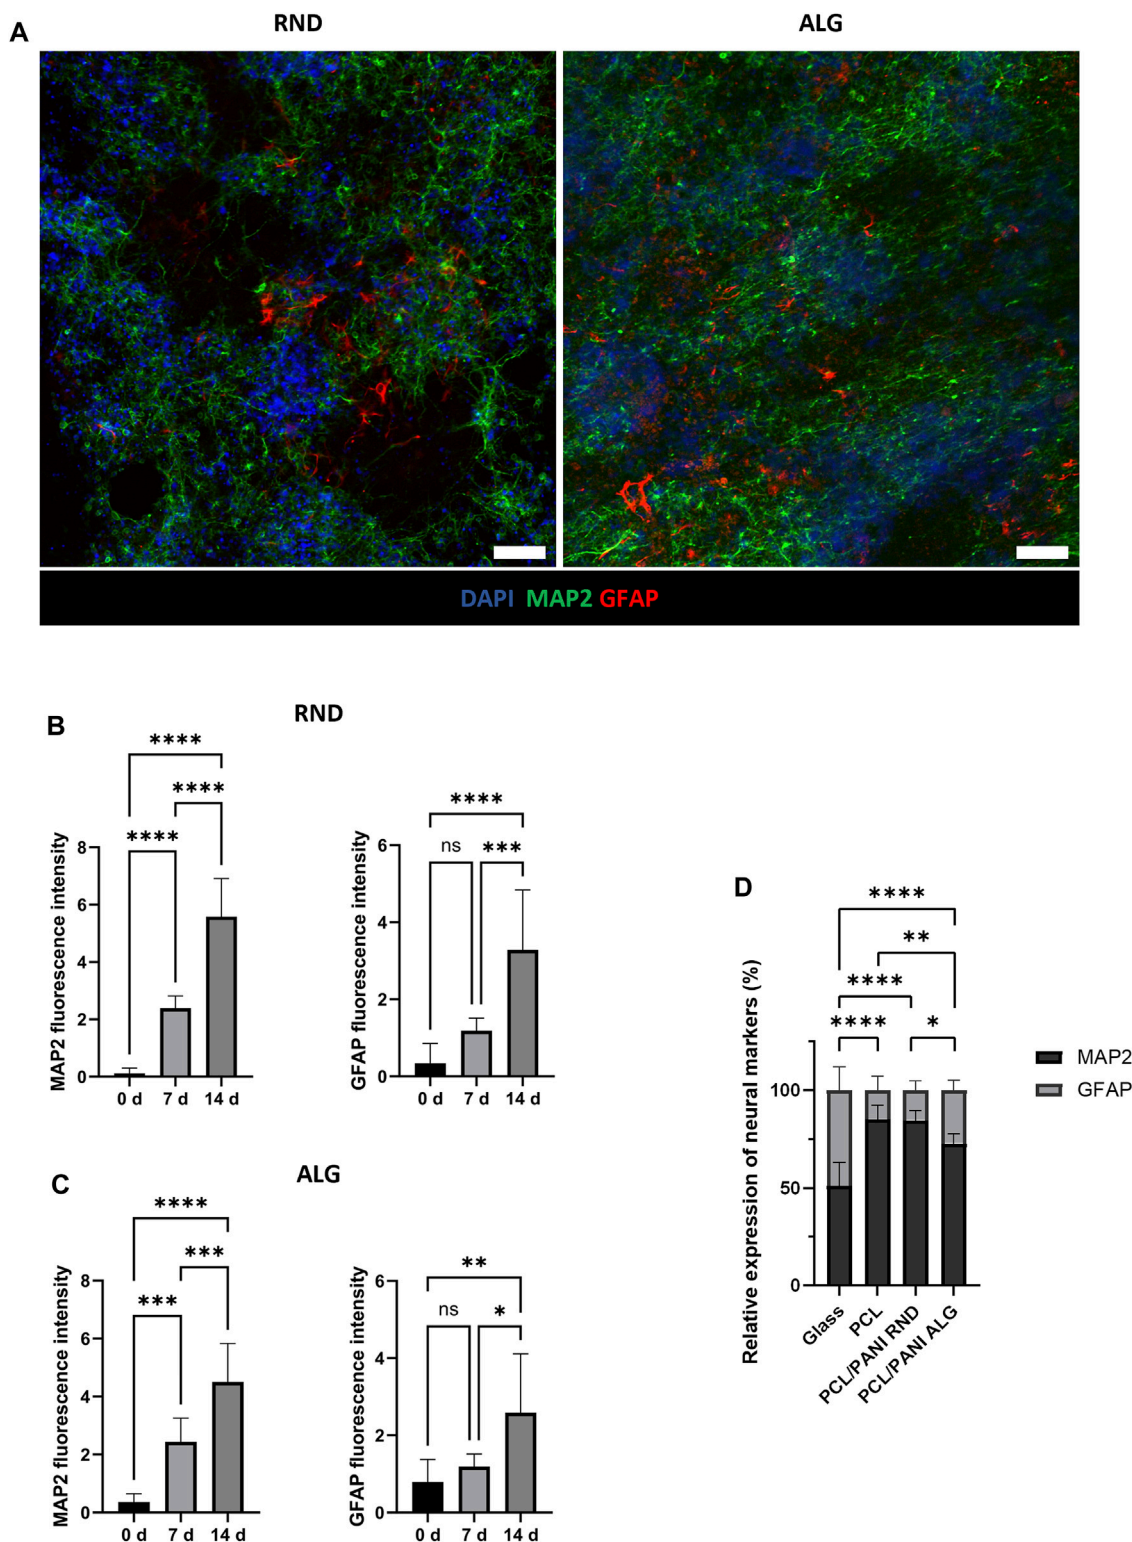 A
RND
ALG
DAPI MAP2 GFAP
B
RND
MAP2 fluorescence intensity
8
6
4
2
0
****
****
****
0 d 7 d 14 d
GFAP fluorescence intensity
6
4
2
0
****
ns
***
0 d 7 d 14 d
C
ALG
MAP2 fluorescence intensity
8
6
4
2
0
****
***
***
0 d 7 d 14 d
GFAP fluorescence intensity
6
4
2
0
**
ns
*
0 d 7 d 14 d
D
Relative expression of neural markers (%)
100
50
0
****
**
****
****
*
Glass
PCL
PCL/PANI RND
PCL/PANI ALG
MAP2
GFAP